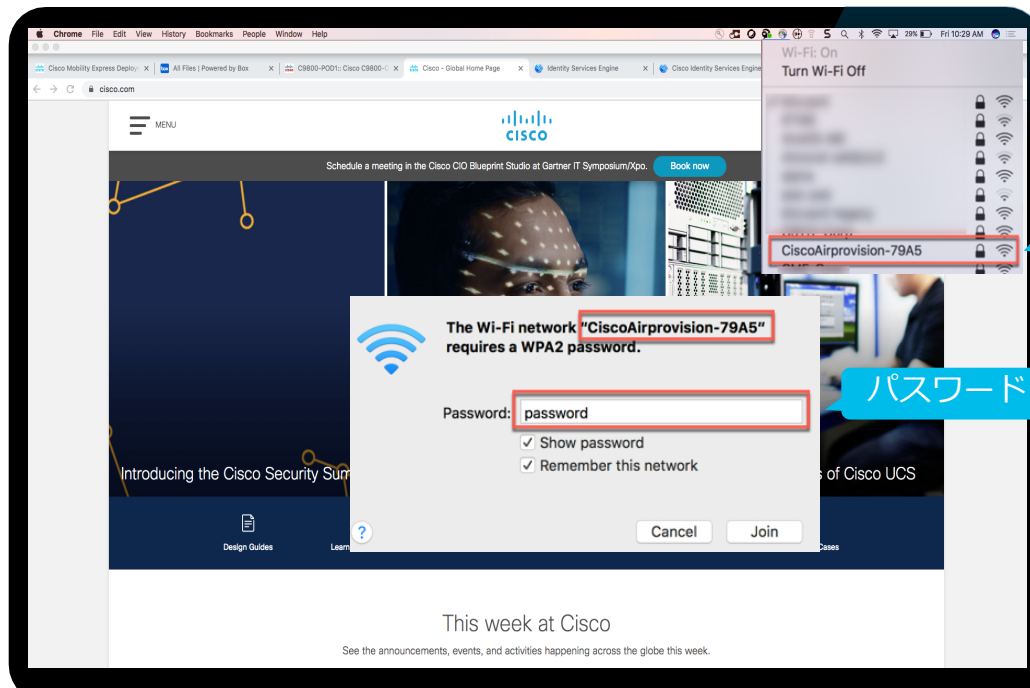 Chrome File Edit View History Bookmarks People Window Help
29% Fri 10:29 AM
Cisco Mobility Express Deploy
All Files | Powered by Box
C9800-POD1:: Cisco C9800-C
Cisco - Global Home Page
Identity Services Engine
Cisco Identity Services Engine
cisco.com
Wi-Fi: On
Turn Wi-Fi Off
CiscoAirprovision-79A5
MENU
CISCO
Schedule a meeting in the Cisco CIO Blueprint Studio at Gartner IT Symposium/Xpo.
Book now
The Wi-Fi network "CiscoAirprovision-79A5"
requires a WPA2 password.
Password: password
Show password
Remember this network
?
Cancel
Join
パスワード
Introducing the Cisco Security Sum
s of Cisco UCS
Design Guides
Learn
Cases
This week at Cisco
See the announcements, events, and activities happening across the globe this week.